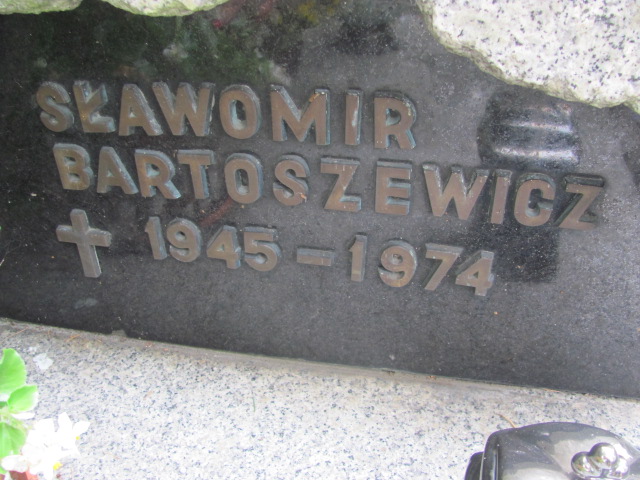 SŁAWOMIR
BARTOSZEWICZ
✝ 1945 – 1974